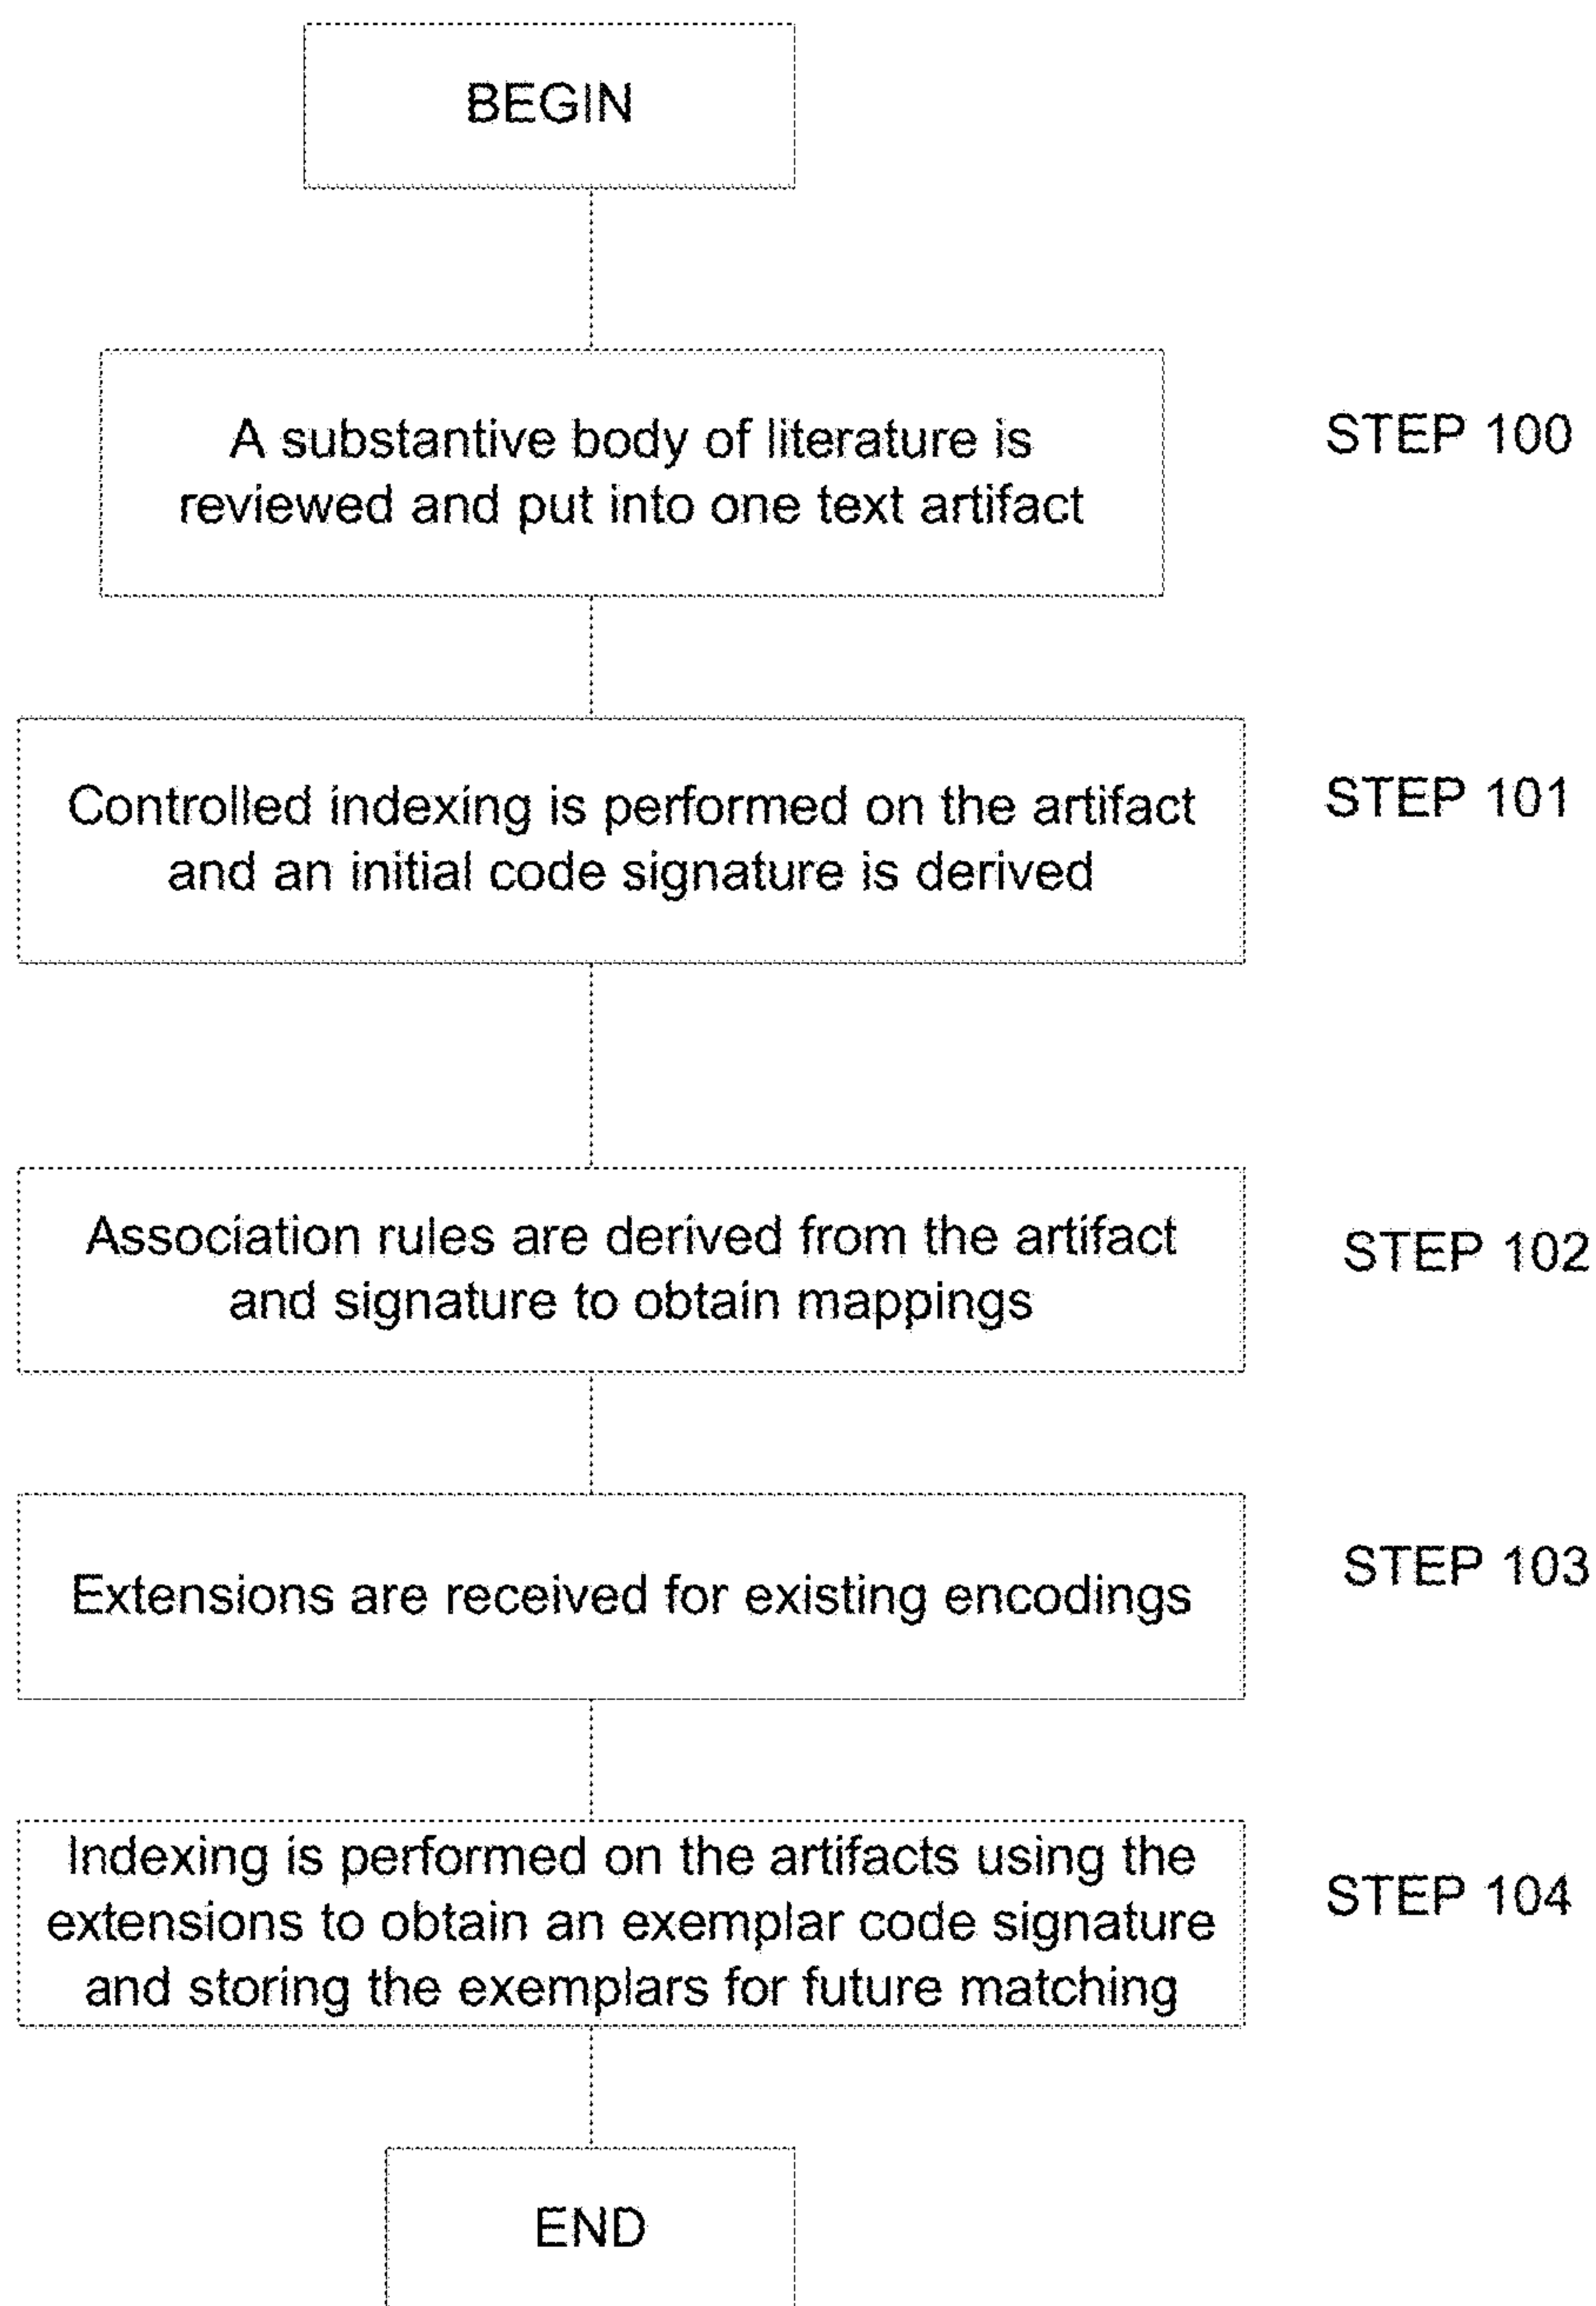 BEGIN
A substantive body of literature is
reviewed and put into one text artifact
STEP 100
Controlled indexing is performed on the artifact
and an initial code signature is derived
STEP 101
Association rules are derived from the artifact
and signature to obtain mappings
STEP 102
Extensions are received for existing encodings
STEP 103
Indexing is performed on the artifacts using the
extensions to obtain an exemplar code signature
and storing the exemplars for future matching
STEP 104
END